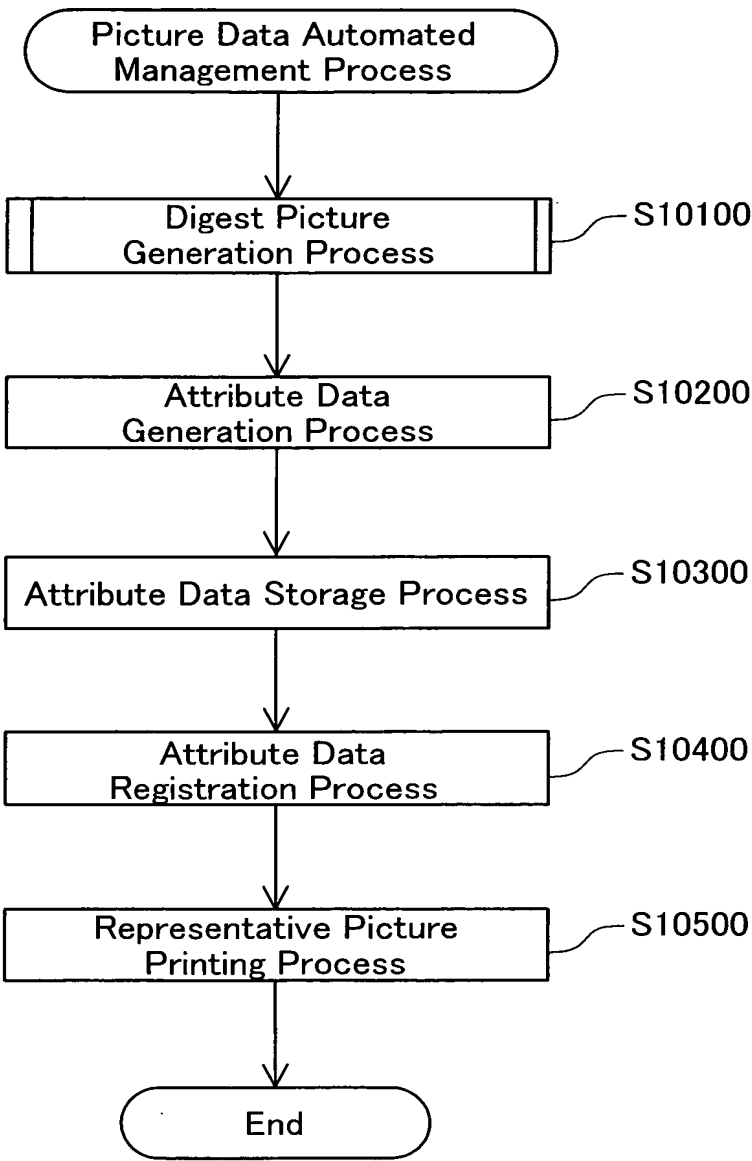 Picture Data Automated
Management Process
Digest Picture
Generation Process
S10100
Attribute Data
Generation Process
S10200
Attribute Data Storage Process
S10300
Attribute Data
Registration Process
S10400
Representative Picture
Printing Process
S10500
End